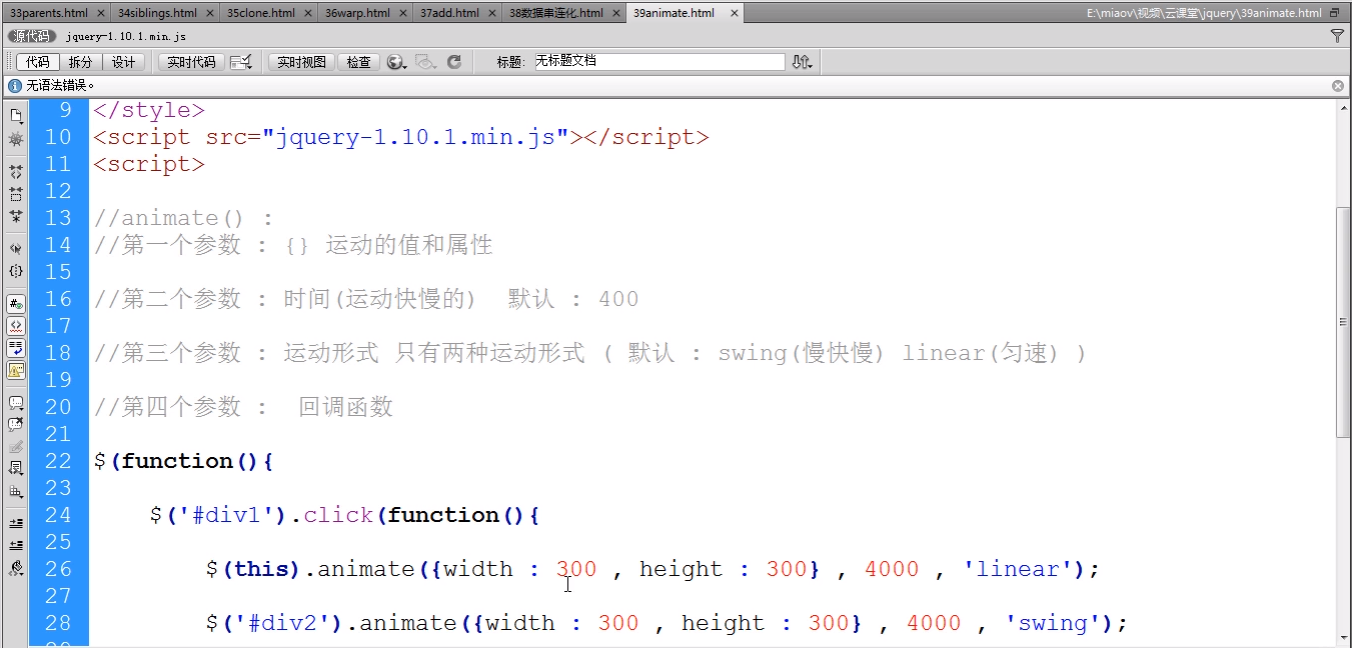 33parents.html × 34siblings.html × 35clone.html × 36warp.html × 37add.html × 38数据串连化.html × 39animate.html × E:\miaov\视频\云课堂\jquery\39animate.html
源代码 jquery-1.10.1.min.js
代码 拆分 设计 实时代码 实时视图 检查 标题: 无标题文档
无语法错误。
9 </style>
10 <script src="jquery-1.10.1.min.js"></script>
11 <script>
12
13 //animate() :
14 //第一个参数 : {} 运动的值和属性
15
16 //第二个参数 : 时间(运动快慢的) 默认 : 400
17
18 //第三个参数 : 运动形式 只有两种运动形式 ( 默认 : swing(慢快慢) linear(匀速) )
19
20 //第四个参数 : 回调函数
21
22 $(function(){
23
24 $('#div1').click(function(){
25
26 $(this).animate({width : 300 , height : 300} , 4000 , 'linear');
27
28 $('#div2').animate({width : 300 , height : 300} , 4000 , 'swing');